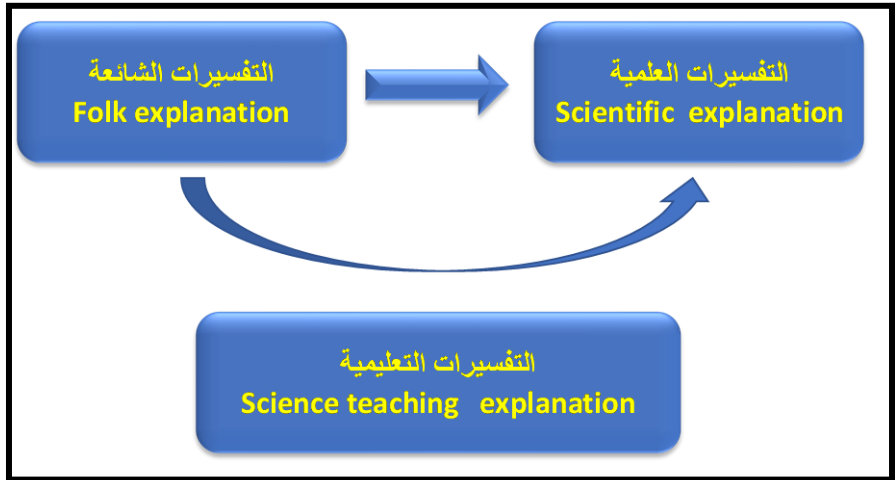 التفسيرات الشائعة
Folk explanation
التفسيرات العلمية
Scientific explanation
التفسيرات التعليمية
Science teaching explanation